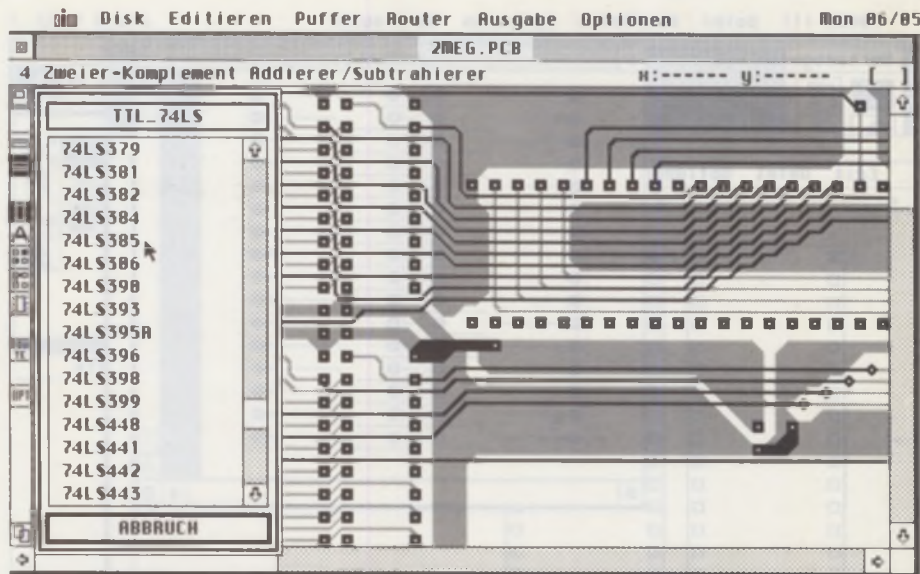 Disk Editieren Puffer Router Ausgabe Optionen Mon 06/05
2MEG.PCB
4 Zweier-Komplement Addierer/Subtrahierer x:------ y:------ [ ]
TTL_74LS
74LS379
74LS381
74LS382
74LS384
74LS385
74LS386
74LS390
74LS393
74LS395A
74LS396
74LS398
74LS399
74LS440
74LS441
74LS442
74LS443
ABBRUCH
A